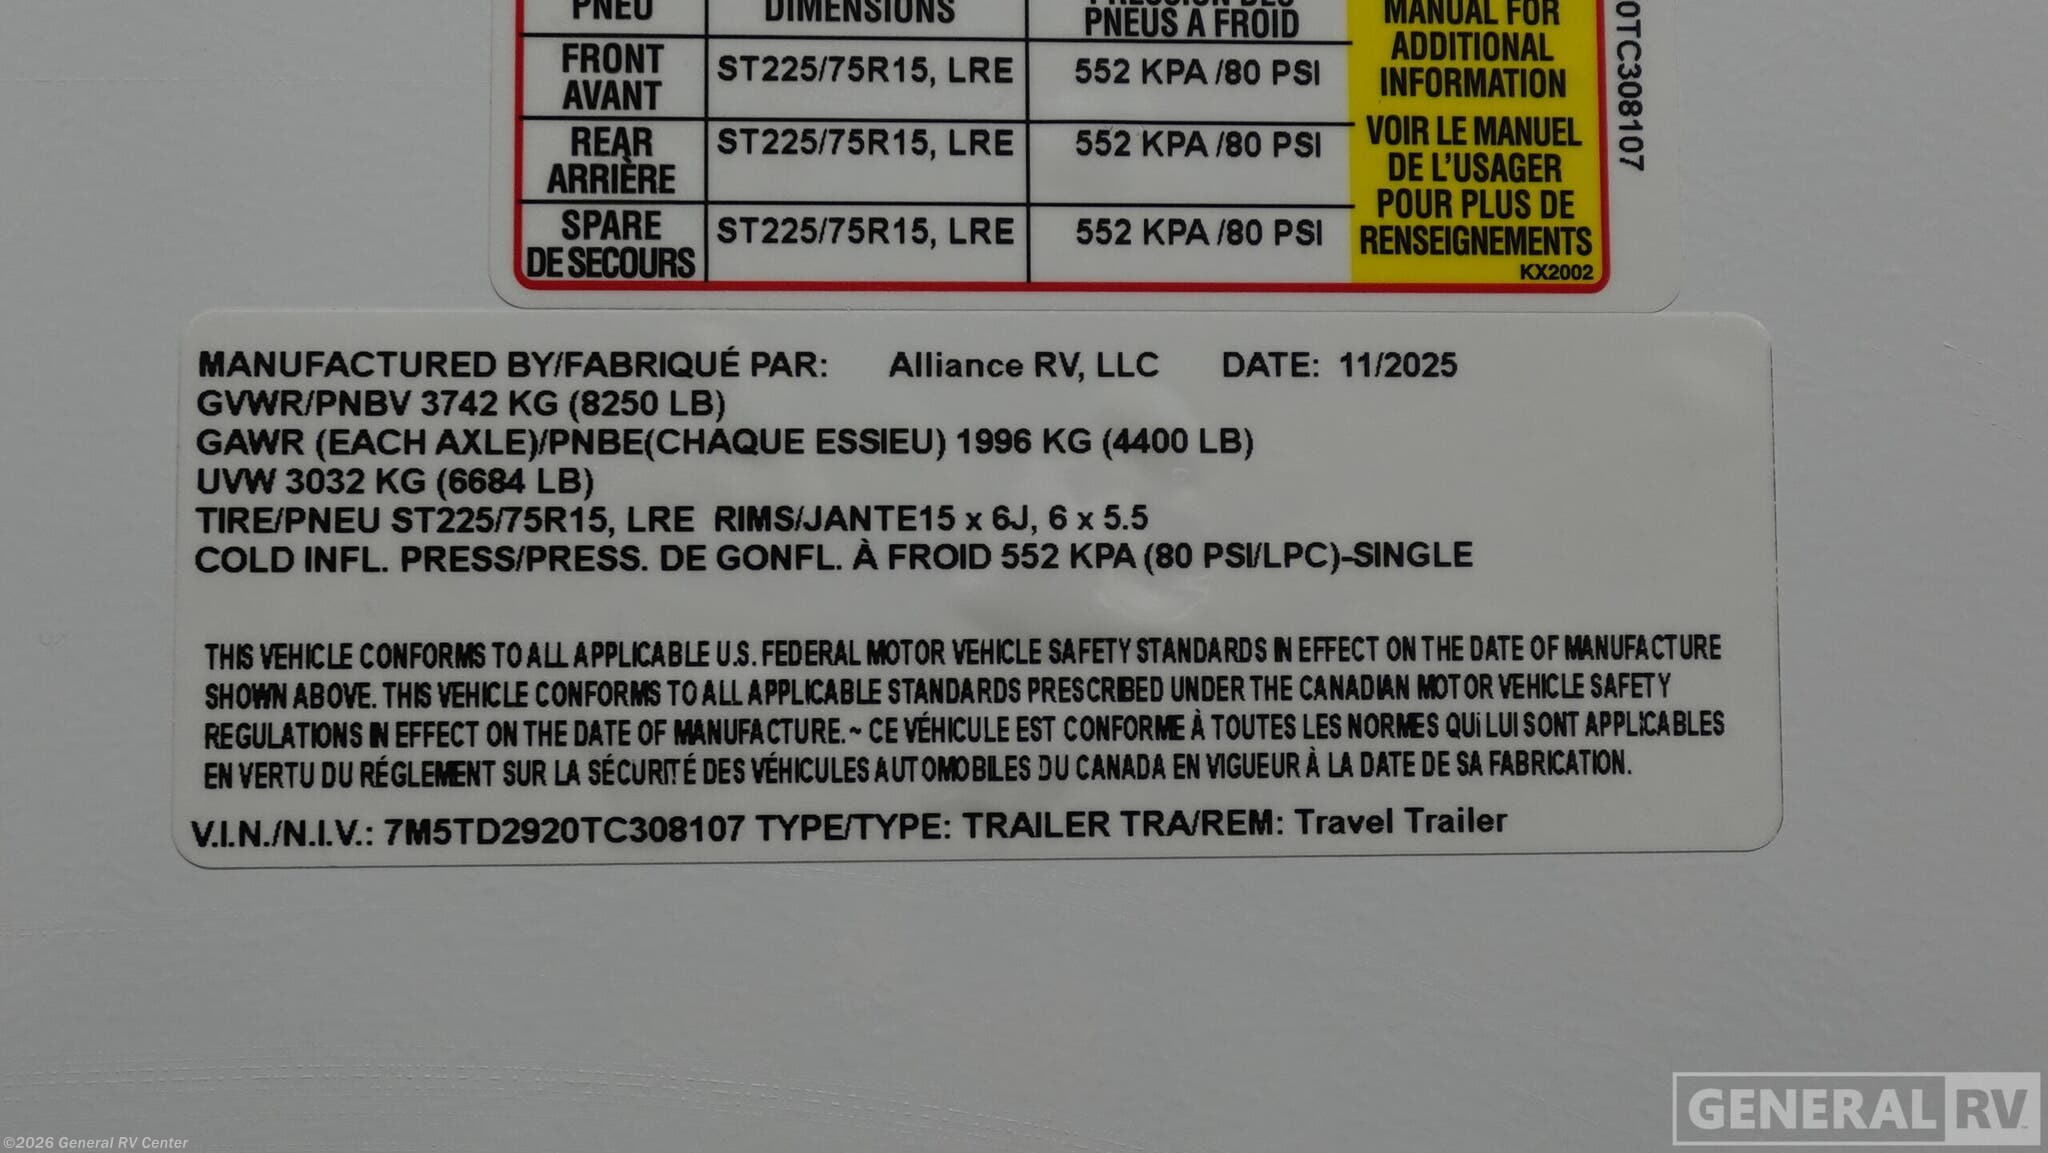 PNEU DIMENSIONS PRESSION DES
PNEUS A FROID
FRONT
AVANT
ST225/75R15, LRE 552 KPA /80 PSI
REAR
ARRIÈRE
ST225/75R15, LRE 552 KPA /80 PSI
SPARE
DE SECOURS
ST225/75R15, LRE 552 KPA /80 PSI
MANUAL FOR
ADDITIONAL
INFORMATION
VOIR LE MANUEL
DE L'USAGER
POUR PLUS DE
RENSEIGNEMENTS
KX2002
0TC308107
MANUFACTURED BY/FABRIQUÉ PAR: Alliance RV, LLC DATE: 11/2025
GVWR/PNBV 3742 KG (8250 LB)
GAWR (EACH AXLE)/PNBE(CHAQUE ESSIEU) 1996 KG (4400 LB)
UVW 3032 KG (6684 LB)
TIRE/PNEU ST225/75R15, LRE RIMS/JANTE15 x 6J, 6 x 5.5
COLD INFL. PRESS/PRESS. DE GONFL. À FROID 552 KPA (80 PSI/LPC)-SINGLE
THIS VEHICLE CONFORMS TO ALL APPLICABLE U.S. FEDERAL MOTOR VEHICLE SAFETY STANDARDS IN EFFECT ON THE DATE OF MANUFACTURE
SHOWN ABOVE. THIS VEHICLE CONFORMS TO ALL APPLICABLE STANDARDS PRESCRIBED UNDER THE CANADIAN MOTOR VEHICLE SAFETY
REGULATIONS IN EFFECT ON THE DATE OF MANUFACTURE.~ CE VÉHICULE EST CONFORME À TOUTES LES NORMES QUi LUI SONT APPLICABLES
EN VERTU DU RÉGLEMENT SUR LA SÉCURITÉ DES VÉHICULES AUTOMOBILES DU CANADA EN VIGUEUR À LA DATE DE SA FABRICATION.
V.I.N./N.I.V.: 7M5TD2920TC308107 TYPE/TYPE: TRAILER TRA/REM: Travel Trailer
GENERAL RV
©2026 General RV Center